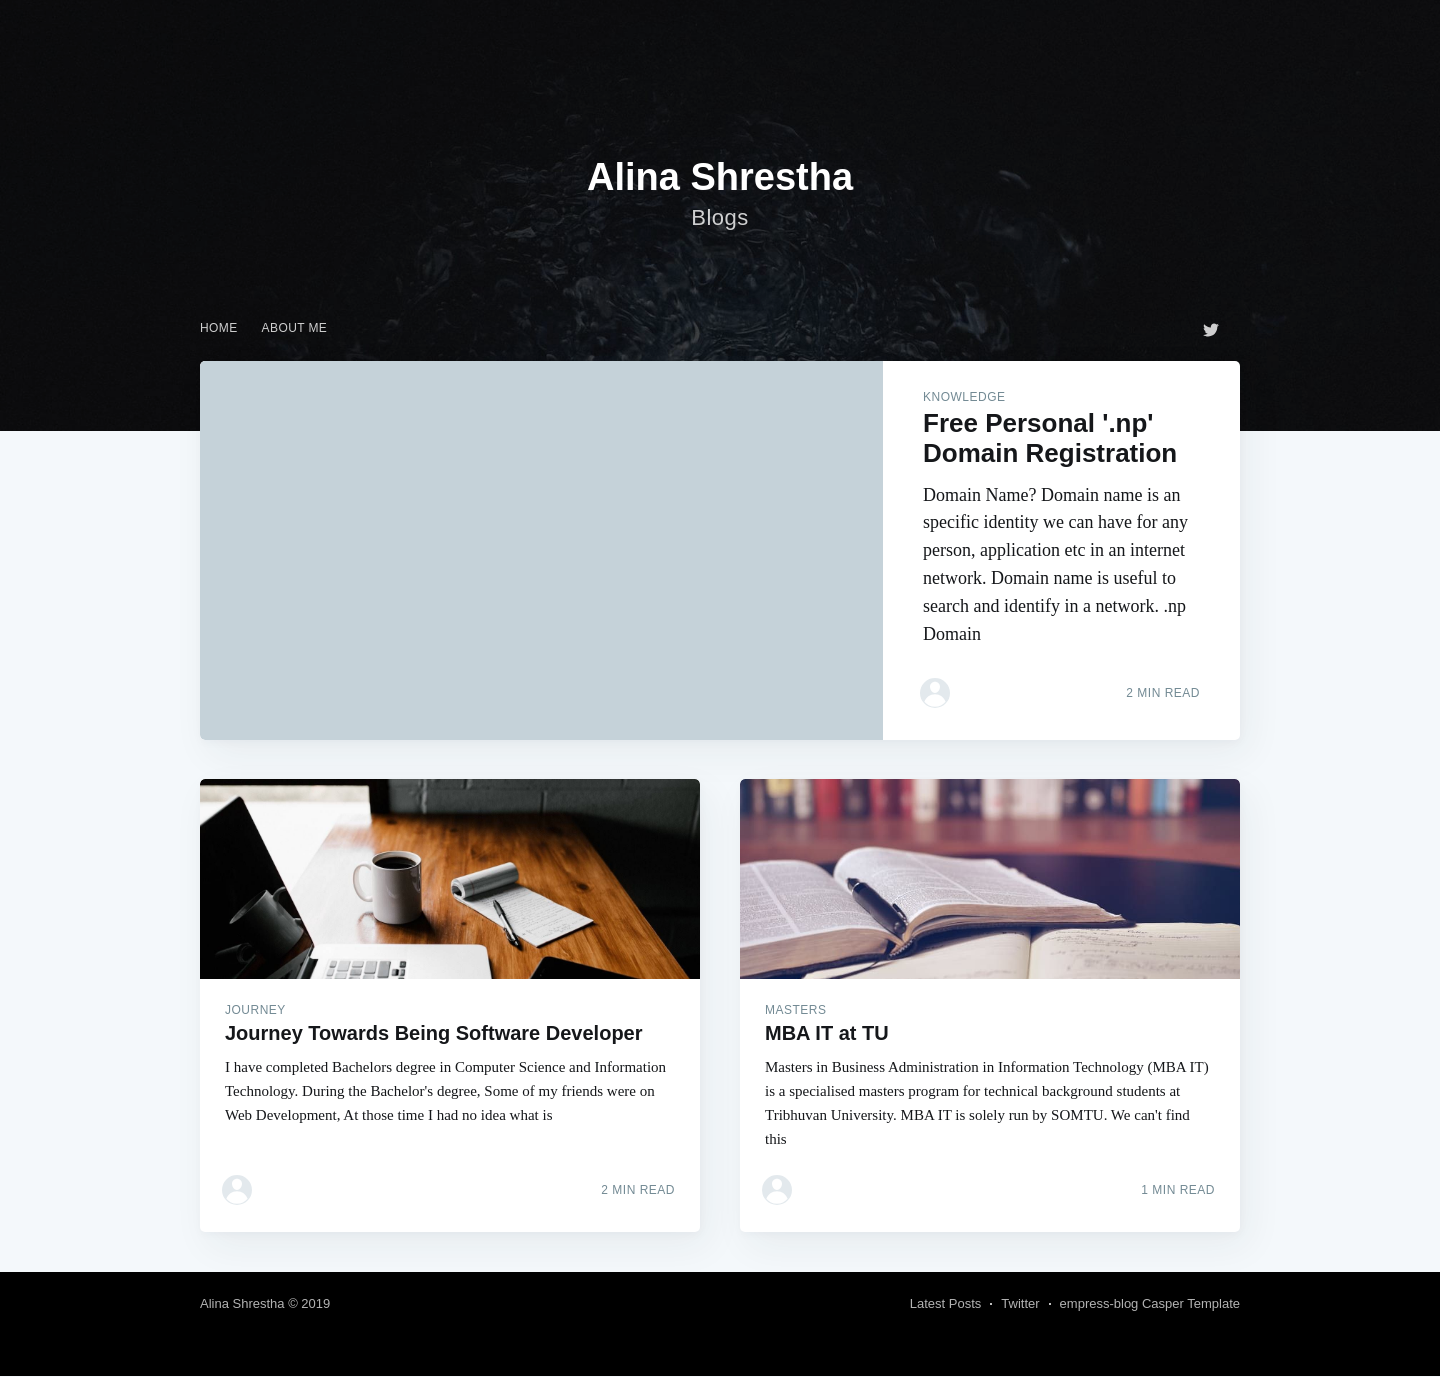 Alina Shrestha
Blogs
HOME ABOUT ME
KNOWLEDGE
Free Personal '.np'
Domain Registration
Domain Name? Domain name is an
specific identity we can have for any
person, application etc in an internet
network. Domain name is useful to
search and identify in a network. .np
Domain
2 MIN READ
JOURNEY
Journey Towards Being Software Developer
I have completed Bachelors degree in Computer Science and Information
Technology. During the Bachelor's degree, Some of my friends were on
Web Development, At those time I had no idea what is
2 MIN READ
MASTERS
MBA IT at TU
Masters in Business Administration in Information Technology (MBA IT)
is a specialised masters program for technical background students at
Tribhuvan University. MBA IT is solely run by SOMTU. We can't find
this
1 MIN READ
Alina Shrestha © 2019
Latest Posts · Twitter · empress-blog Casper Template